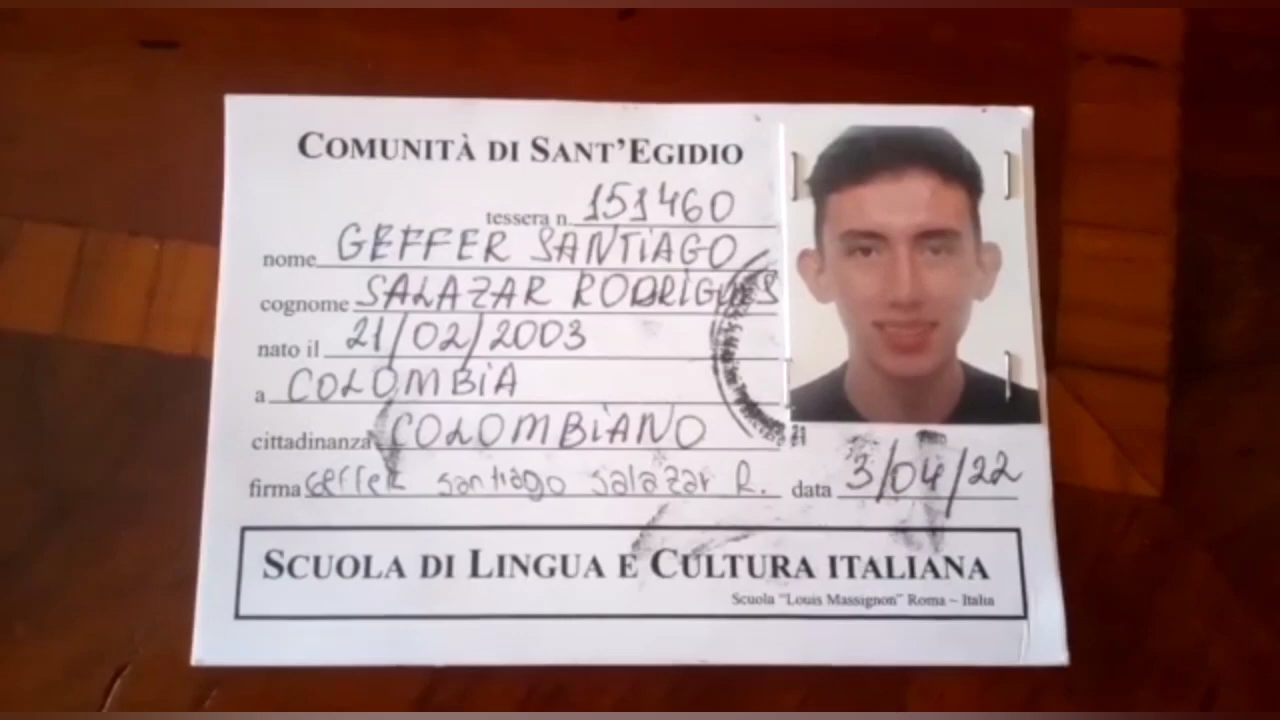 COMUNITÀ DI SANT'EGIDIO
tessera n. 151460
nome GEFFER SANTIAGO
cognome SALAZAR RODRIGUES
nato il 21/02/2003
a COLOMBIA
cittadinanza COLOMBIANO
firma Geffer santiago Salazar R. data 3/04/22
SCUOLA DI LINGUA E CULTURA ITALIANA
Scuola "Louis Massignon" Roma ~ Italia